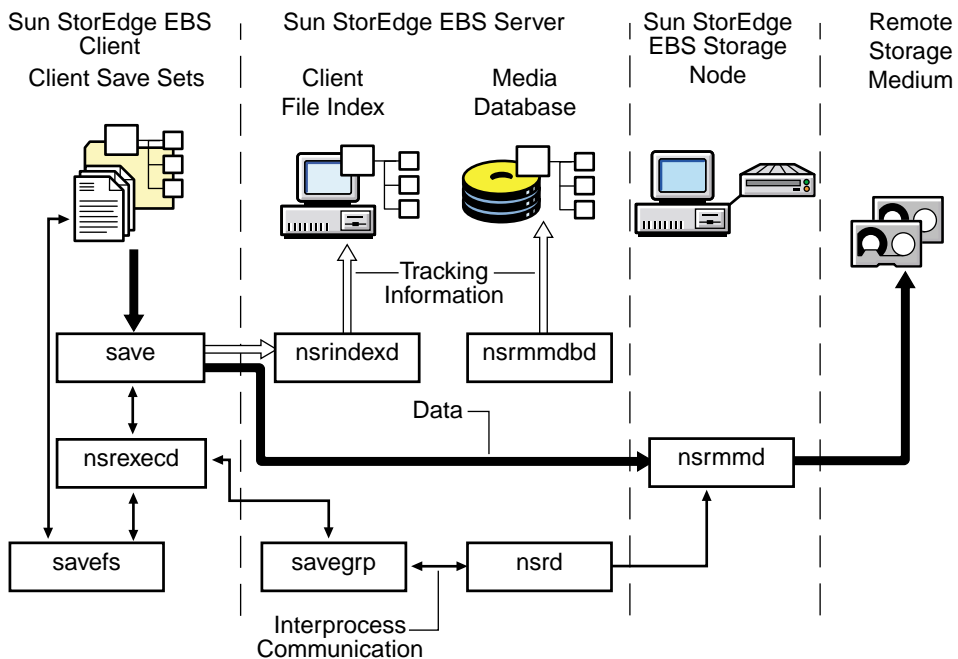 Sun StorEdge EBS
Client
Client Save Sets
Sun StorEdge EBS Server
Client
File Index
Media
Database
Sun StorEdge
EBS Storage
Node
Remote
Storage
Medium
Tracking
Information
save
nsrindexd
nsrmmdbd
Data
nsrexecd
nsrmmd
savefs
savegrp
nsrd
Interprocess
Communication